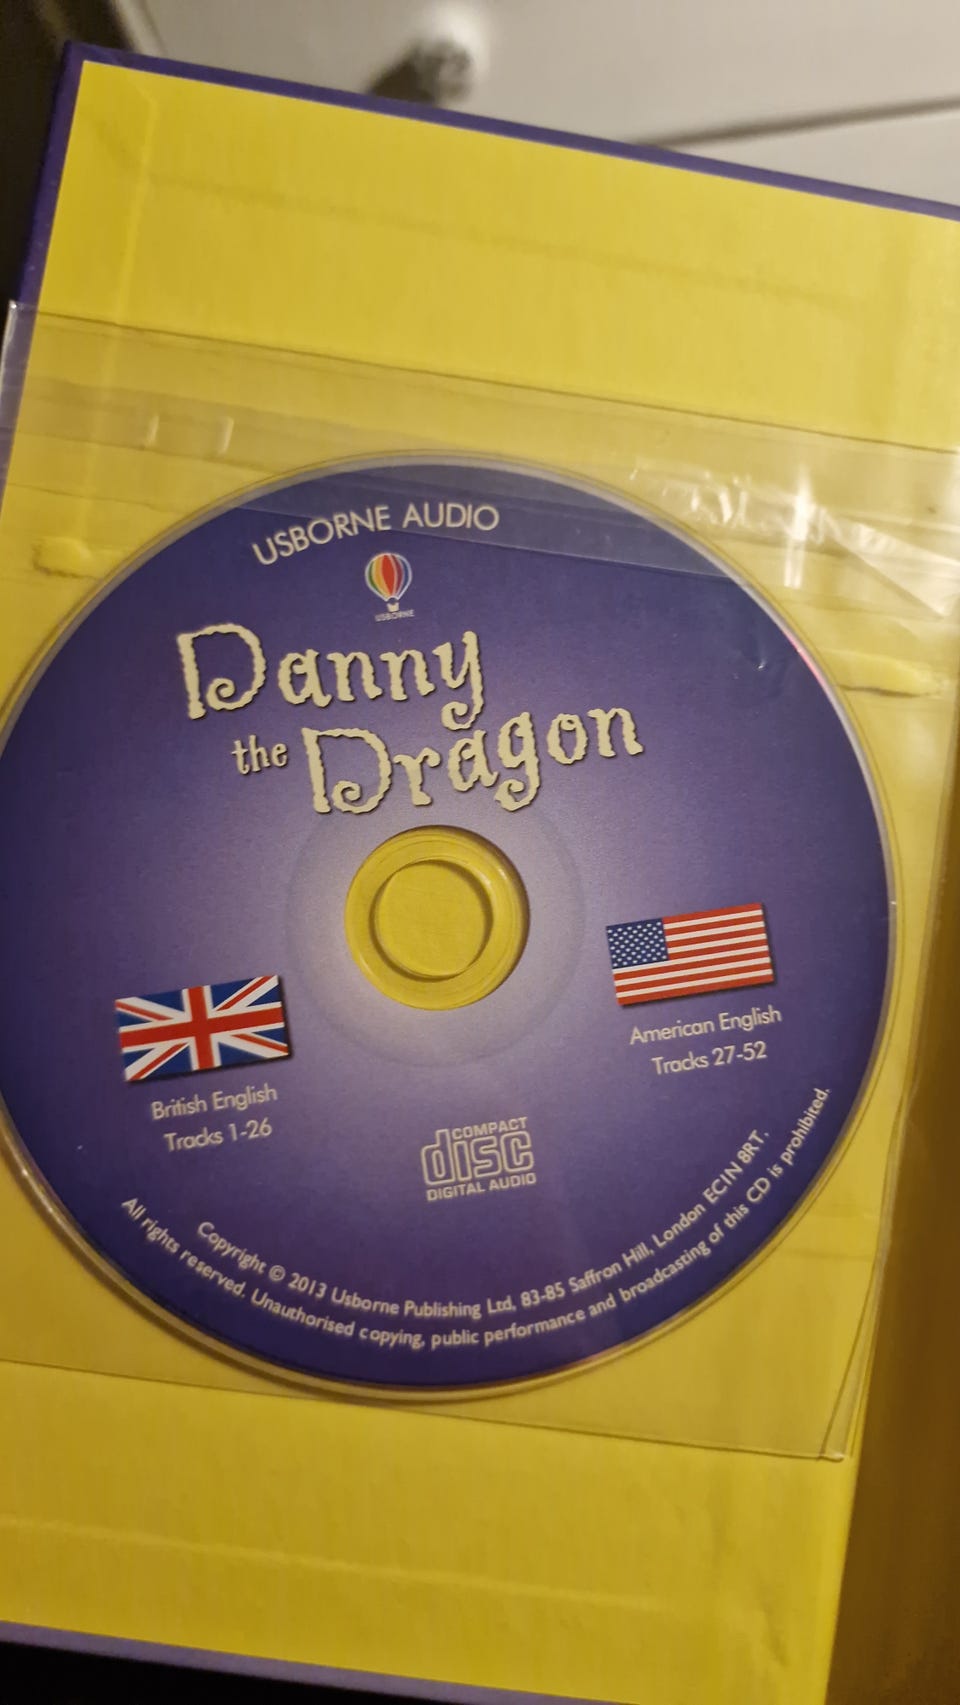 USBORNE AUDIO
USBORNE
Danny
the Dragon
British English
Tracks 1-26
American English
Tracks 27-52
COMPACT
disc
DIGITAL AUDIO
Copyright © 2013 Usborne Publishing Ltd, 83-85 Saffron Hill, London EC1N 8RT.
All rights reserved. Unauthorised copying, public performance and broadcasting of this CD is prohibited.